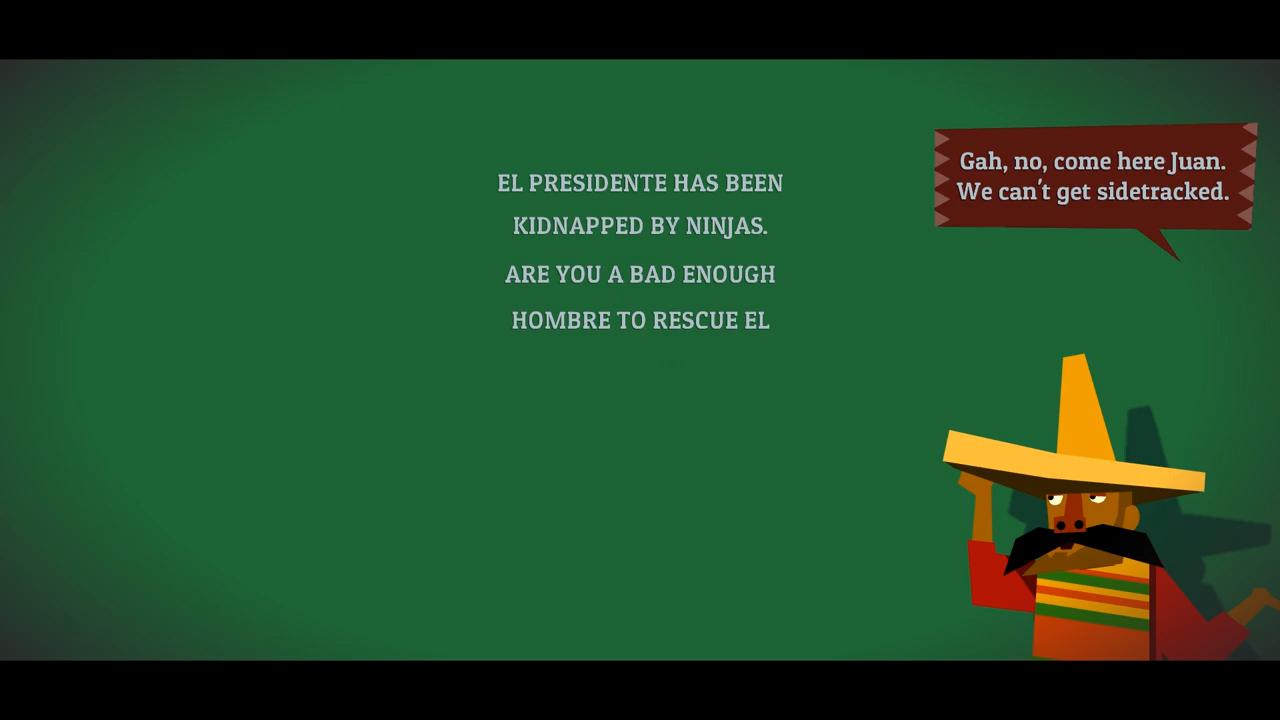 EL PRESIDENTE HAS BEEN
KIDNAPPED BY NINJAS.
ARE YOU A BAD ENOUGH
HOMBRE TO RESCUE EL
Gah, no, come here Juan.
We can't get sidetracked.